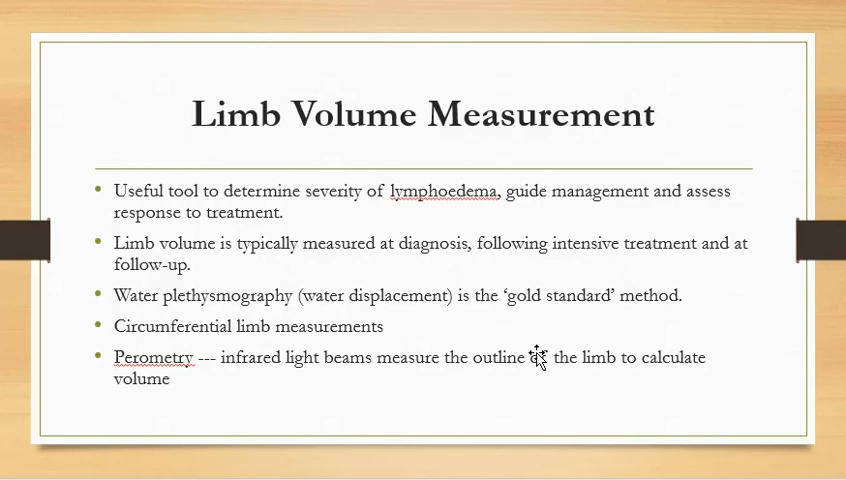 Limb Volume Measurement
• Useful tool to determine severity of lymphoedema, guide management and assess
response to treatment.
• Limb volume is typically measured at diagnosis, following intensive treatment and at
follow-up.
• Water plethysmography (water displacement) is the ‘gold standard’ method.
• Circumferential limb measurements
• Perometry --- infrared light beams measure the outline of the limb to calculate
volume